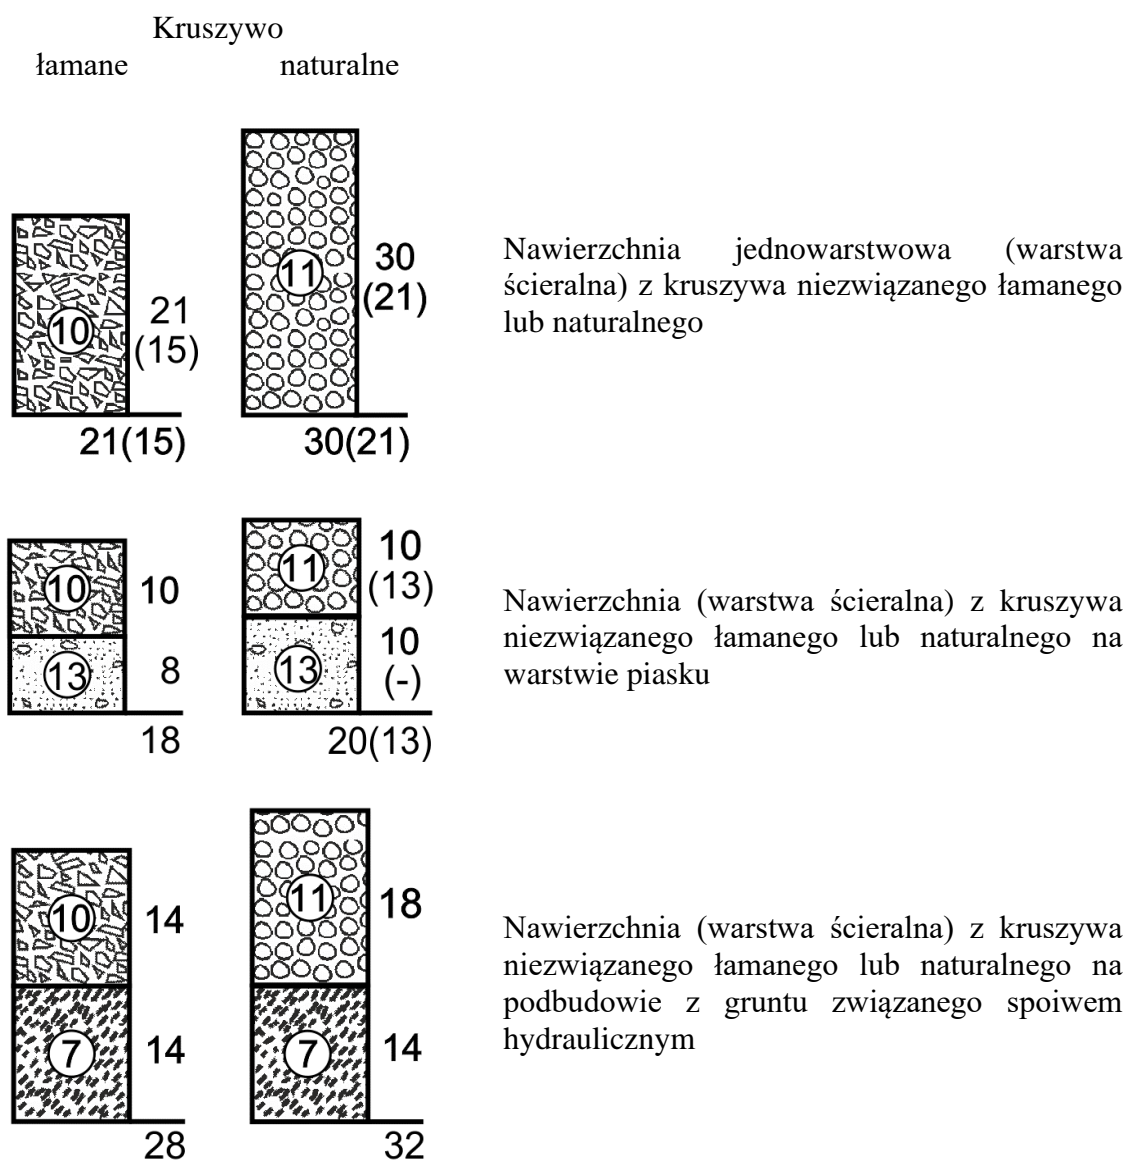 Kruszywo
łamane naturalne
10
21
(15)
21(15)
11
30
(21)
30(21)
Nawierzchnia jednowarstwowa (warstwa
ścieralna) z kruszywa niezwiązanego łamanego
lub naturalnego
10
10
13
8
18
11
10
(13)
13
10
(-)
20(13)
Nawierzchnia (warstwa ścieralna) z kruszywa
niezwiązanego łamanego lub naturalnego na
warstwie piasku
10
14
7
14
28
11
18
7
14
32
Nawierzchnia (warstwa ścieralna) z kruszywa
niezwiązanego łamanego lub naturalnego na
podbudowie z gruntu związanego spoiwem
hydraulicznym